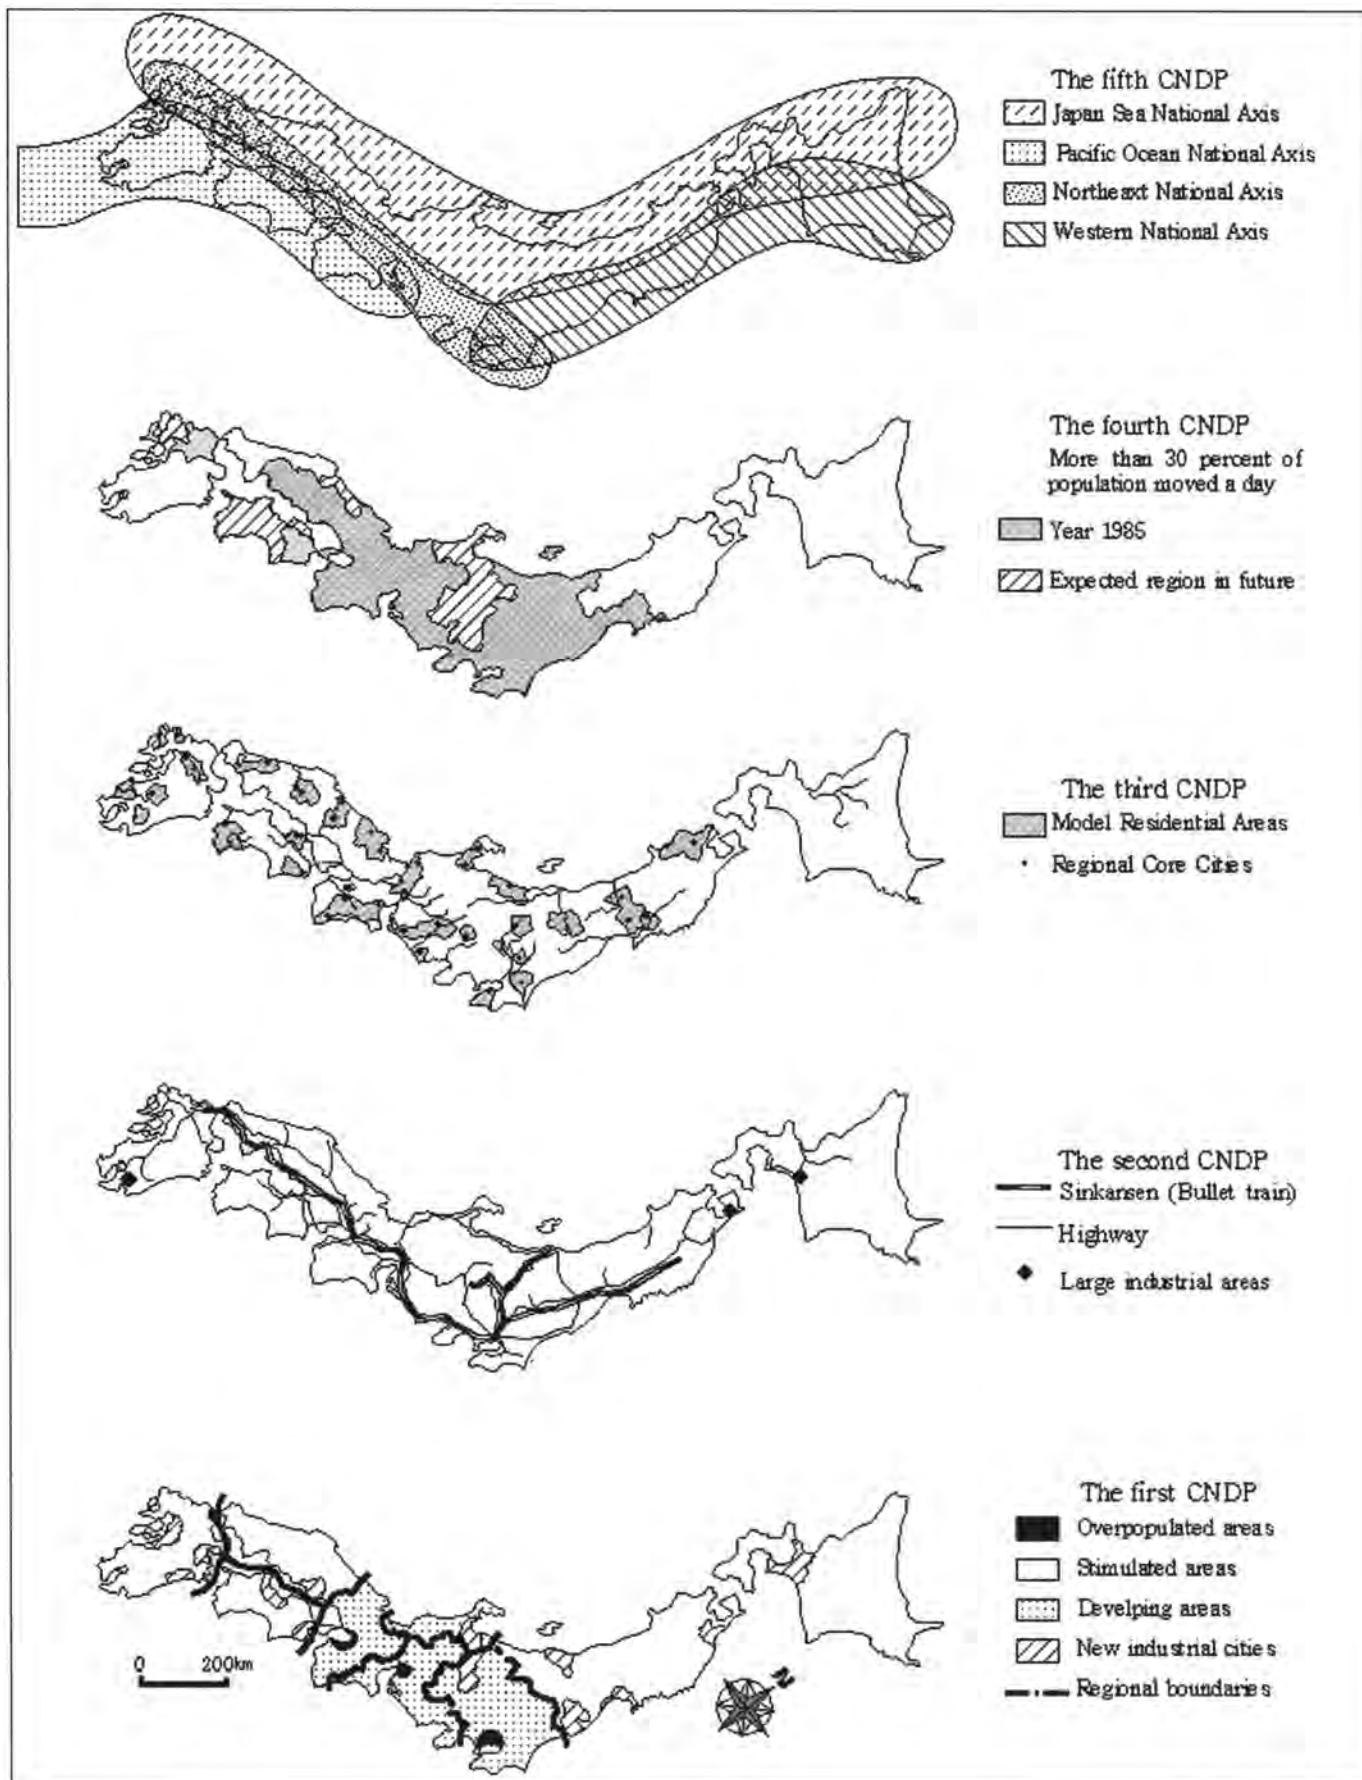 The fifth CNDP
Japan Sea National Axis
Pacific Ocean National Axis
Northeaxt National Axis
Western National Axis
The fourth CNDP
More than 30 percent of
population moved a day
Year 1985
Expected region in future
The third CNDP
Model Residential Areas
Regional Core Cities
The second CNDP
Sinkansen (Bullet train)
Highway
Large industrial areas
The first CNDP
Overpopulated areas
Stimulated areas
Develping areas
New industrial cities
Regional boundaries
0 200km
N